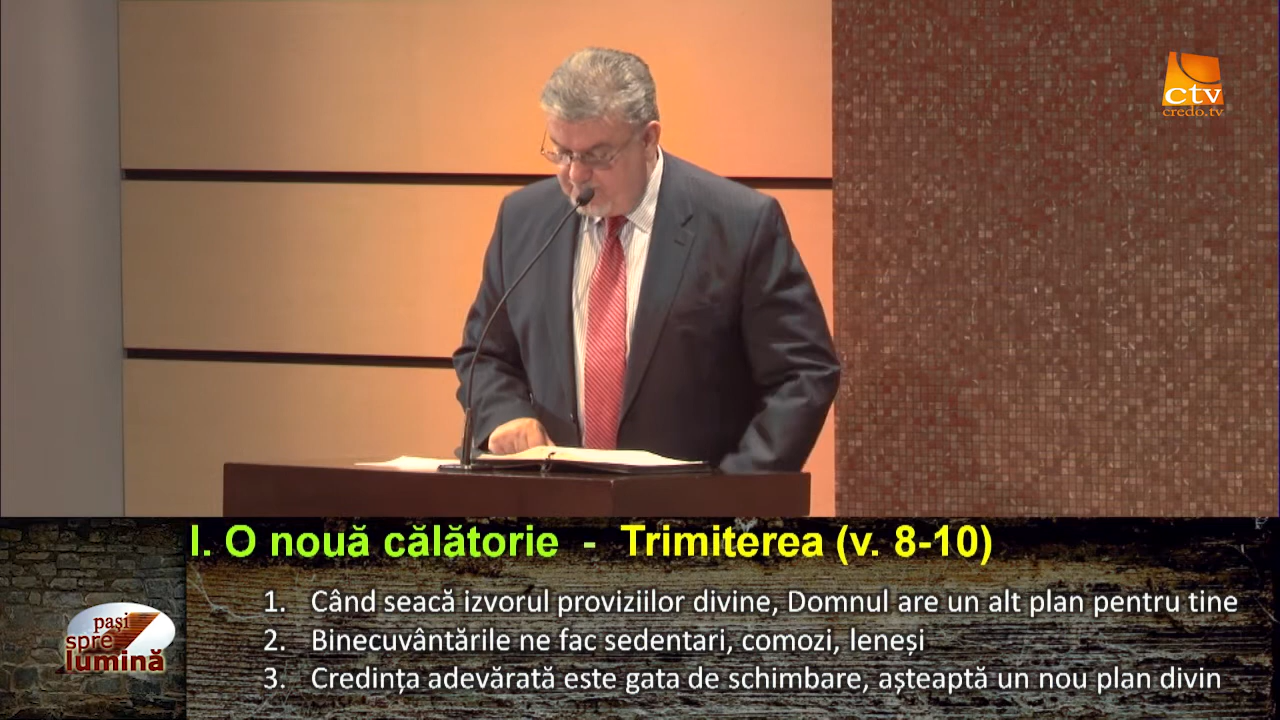 ctv
credo.tv
I. O nouă călătorie - Trimiterea (v. 8-10)
1. Când seacă izvorul proviziilor divine, Domnul are un alt plan pentru tine
2. Binecuvântările ne fac sedentari, comozi, leneși
3. Credința adevărată este gata de schimbare, așteaptă un nou plan divin
pași
spre
lumină